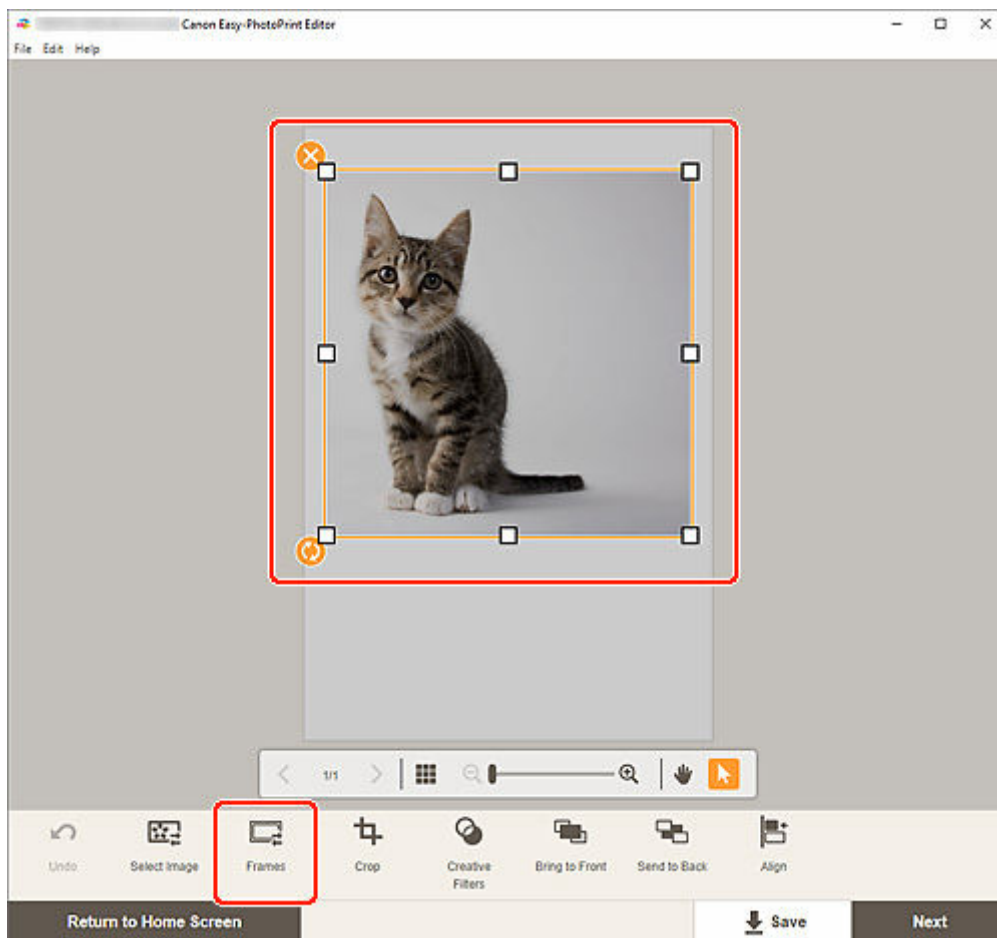 Canon Easy-PhotoPrint Editor
File Edit Help
1/1
Undo Select Image Frames Crop Creative Filters Bring to Front Send to Back Align
Return to Home Screen Save Next